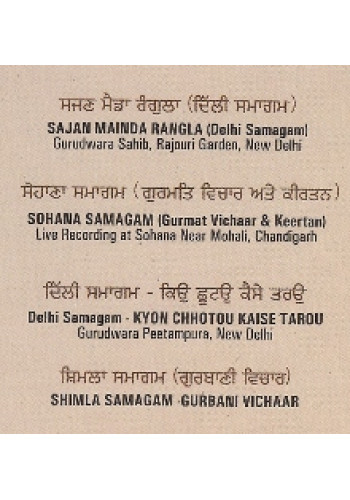 ਸਜਣ ਮੈਡਾ ਰੰਗੁਲਾ (ਦਿੱਲੀ ਸਮਾਗਮ)
SAJAN MAINDA RANGLA (Delhi Samagam)
Gurudwara Sahib, Rajouri Garden, New Delhi
ਸੋਹਾਣਾ ਸਮਾਗਮ (ਗੁਰਮਤਿ ਵਿਚਾਰ ਅਤੇ ਕੀਰਤਨ)
SOHANA SAMAGAM (Gurmat Vichaar & Keertan)
Live Recording at Sohana Near Mohali, Chandigarh
ਦਿੱਲੀ ਸਮਾਗਮ - ਕਿਉ ਛੂਟਉ ਕੈਸੇ ਤਰਉ
Delhi Samagam - KYON CHHOTOU KAISE TAROU
Gurudwara Peetampura, New Delhi
ਸ਼ਿਮਲਾ ਸਮਾਗਮ (ਗੁਰਬਾਣੀ ਵਿਚਾਰ)
SHIMLA SAMAGAM -GURBANI VICHAAR